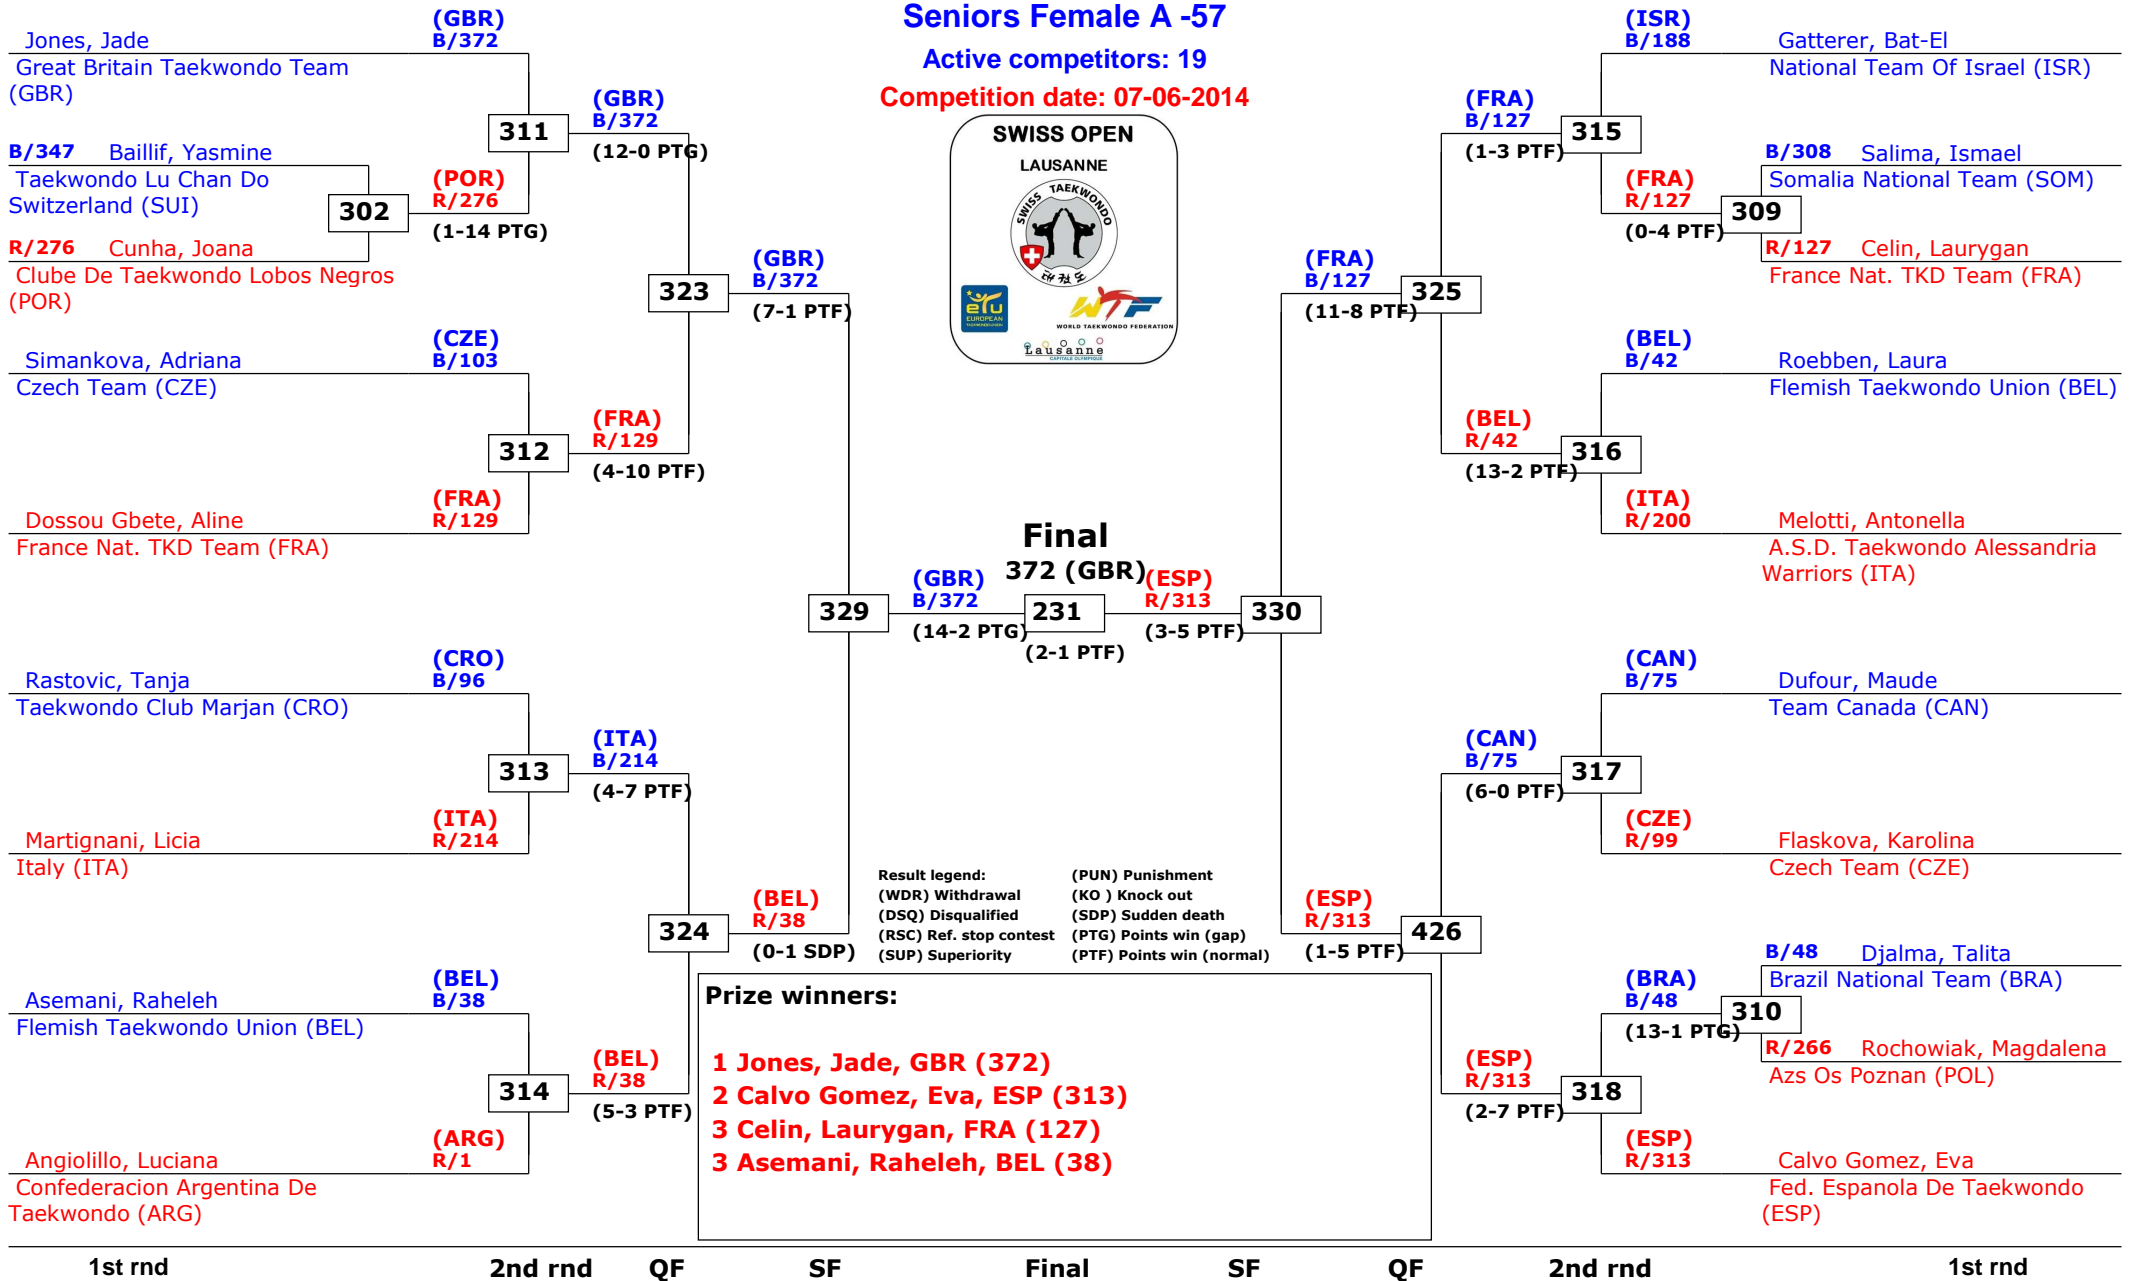 Seniors Female A -57
Active competitors: 19
Competition date: 07-06-2014
SWISS OPEN
LAUSANNE
SWISS TAEKWONDO
태권도
eTU
EUROPEAN
TAEKWONDO UNION
WTF
WORLD TAEKWONDO FEDERATION
Lausanne
CAPITALE OLYMPIQUE
(GBR)
B/372
Jones, Jade
Great Britain Taekwondo Team
(GBR)
311
(GBR)
B/372
(12-0 PTG)
B/347 Baillif, Yasmine
Taekwondo Lu Chan Do
Switzerland (SUI)
302
(POR)
R/276
(1-14 PTG)
R/276 Cunha, Joana
Clube De Taekwondo Lobos Negros
(POR)
323
(GBR)
B/372
(7-1 PTF)
(CZE)
B/103
Simankova, Adriana
Czech Team (CZE)
312
(FRA)
R/129
(4-10 PTF)
(FRA)
R/129
Dossou Gbete, Aline
France Nat. TKD Team (FRA)
329
(GBR)
B/372
(14-2 PTG)
Final
372 (GBR)
231
(2-1 PTF)
(ESP)
R/313
(3-5 PTF)
330
(CRO)
B/96
Rastovic, Tanja
Taekwondo Club Marjan (CRO)
313
(ITA)
B/214
(4-7 PTF)
(ITA)
R/214
Martignani, Licia
Italy (ITA)
324
(BEL)
R/38
(0-1 SDP)
(BEL)
B/38
Asemani, Raheleh
Flemish Taekwondo Union (BEL)
314
(BEL)
R/38
(5-3 PTF)
(ARG)
R/1
Angiolillo, Luciana
Confederacion Argentina De
Taekwondo (ARG)
(ISR)
B/188
Gatterer, Bat-El
National Team Of Israel (ISR)
(FRA)
B/127
(1-3 PTF)
315
B/308 Salima, Ismael
Somalia National Team (SOM)
(FRA)
R/127
(0-4 PTF)
309
R/127 Celin, Laurygan
France Nat. TKD Team (FRA)
(FRA)
B/127
(11-8 PTF)
325
(BEL)
B/42
Roebben, Laura
Flemish Taekwondo Union (BEL)
(BEL)
R/42
(13-2 PTF)
316
(ITA)
R/200
Melotti, Antonella
A.S.D. Taekwondo Alessandria
Warriors (ITA)
(CAN)
B/75
Dufour, Maude
Team Canada (CAN)
(CAN)
B/75
(6-0 PTF)
317
(CZE)
R/99
Flaskova, Karolina
Czech Team (CZE)
(ESP)
R/313
(1-5 PTF)
426
B/48 Djalma, Talita
Brazil National Team (BRA)
(BRA)
B/48
(13-1 PTG)
310
R/266 Rochowiak, Magdalena
Azs Os Poznan (POL)
(ESP)
R/313
(2-7 PTF)
318
(ESP)
R/313
Calvo Gomez, Eva
Fed. Espanola De Taekwondo
(ESP)
Result legend: (PUN) Punishment
(WDR) Withdrawal (KO ) Knock out
(DSQ) Disqualified (SDP) Sudden death
(RSC) Ref. stop contest (PTG) Points win (gap)
(SUP) Superiority (PTF) Points win (normal)
Prize winners:
1 Jones, Jade, GBR (372)
2 Calvo Gomez, Eva, ESP (313)
3 Celin, Laurygan, FRA (127)
3 Asemani, Raheleh, BEL (38)
1st rnd 2nd rnd QF SF Final SF QF 2nd rnd 1st rnd